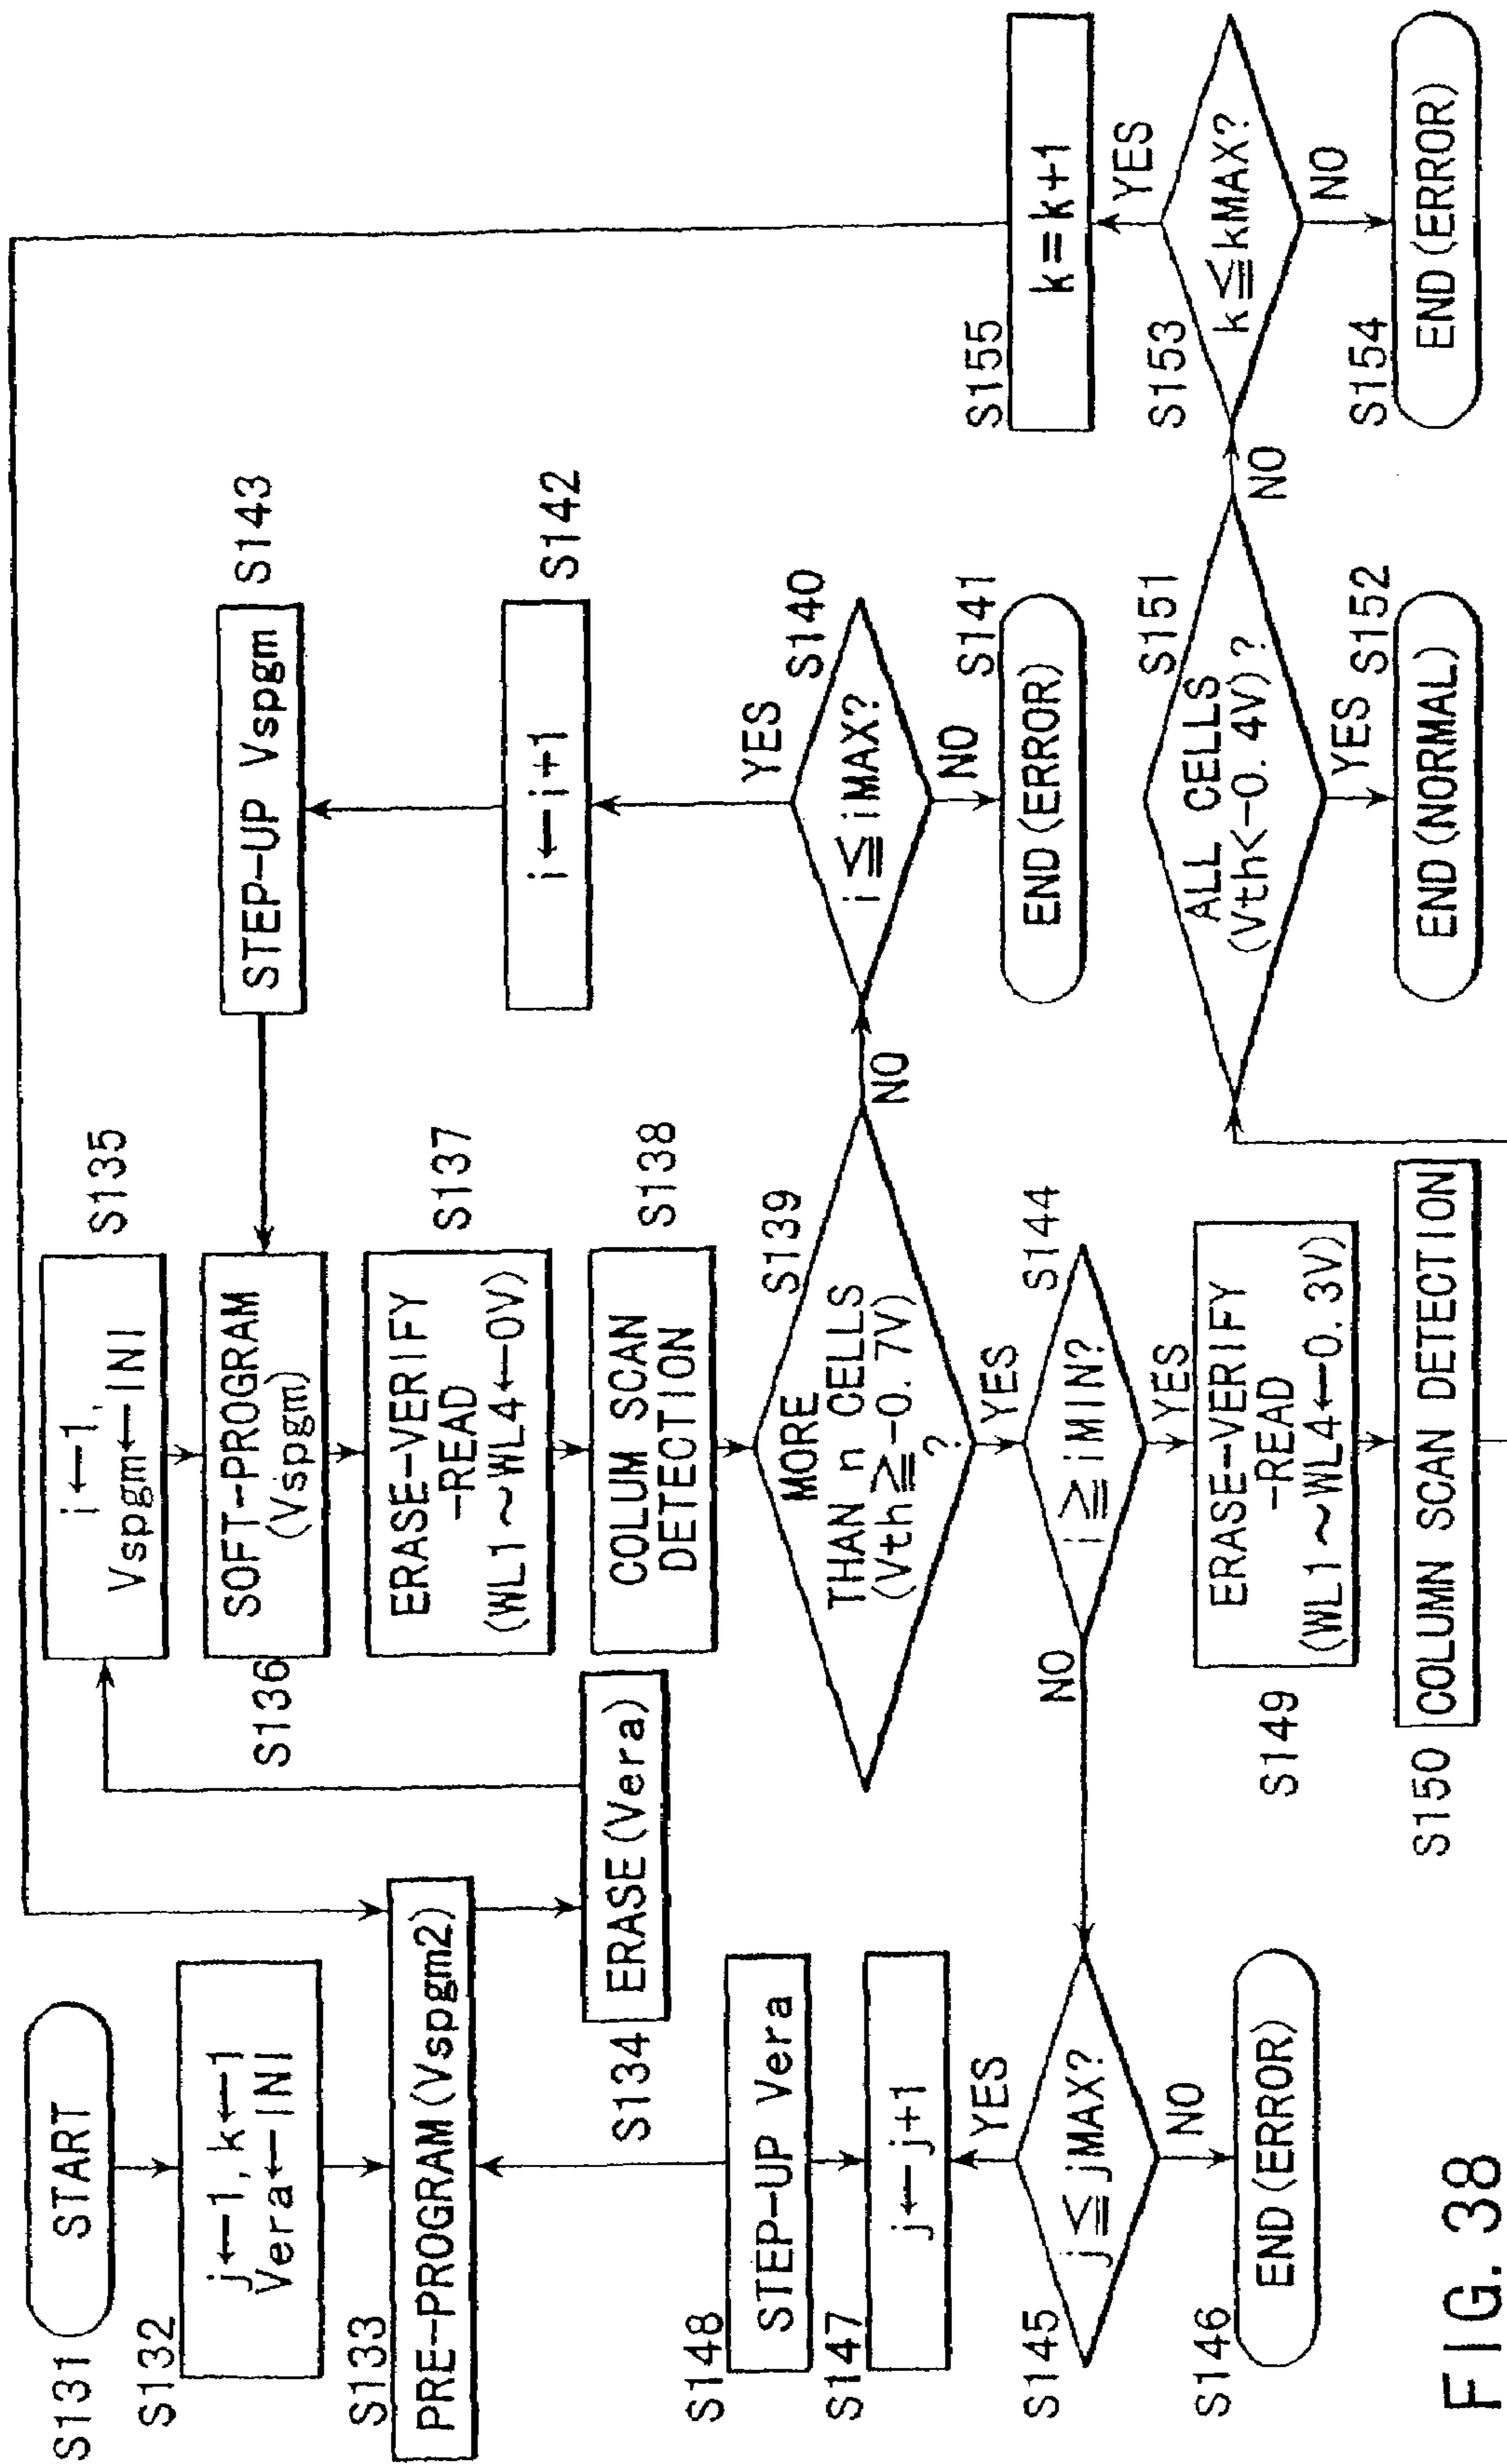 S131
START
S132
j←1, k←1
Vera←INI
S133
PRE-PROGRAM (Vspgm2)
S134
ERASE (Vera)
S135
i←1,
Vspgm←INI
S136
SOFT-PROGRAM
(Vspgm)
S137
ERASE-VERIFY
-READ
(WL1~WL4←0V)
S138
COLUM SCAN
DETECTION
S139
MORE
THAN n CELLS
(Vth≧-0.7V)
?
NO
YES
S140
i≦iMAX?
YES
NO
S141
END (ERROR)
S142
i←i+1
S143
STEP-UP Vspgm
S144
i≧iMIN?
NO
YES
S145
j≦jMAX?
YES
NO
S146
END (ERROR)
S147
j←j+1
S148
STEP-UP Vera
S149
ERASE-VERIFY
-READ
(WL1~WL4←0.3V)
S150
COLUMN SCAN DETECTION
S151
ALL CELLS
(Vth<-0.4V)?
NO
YES
S152
END (NORMAL)
S153
k≦kMAX?
YES
NO
S154
END (ERROR)
S155
k=k+1
FIG. 38